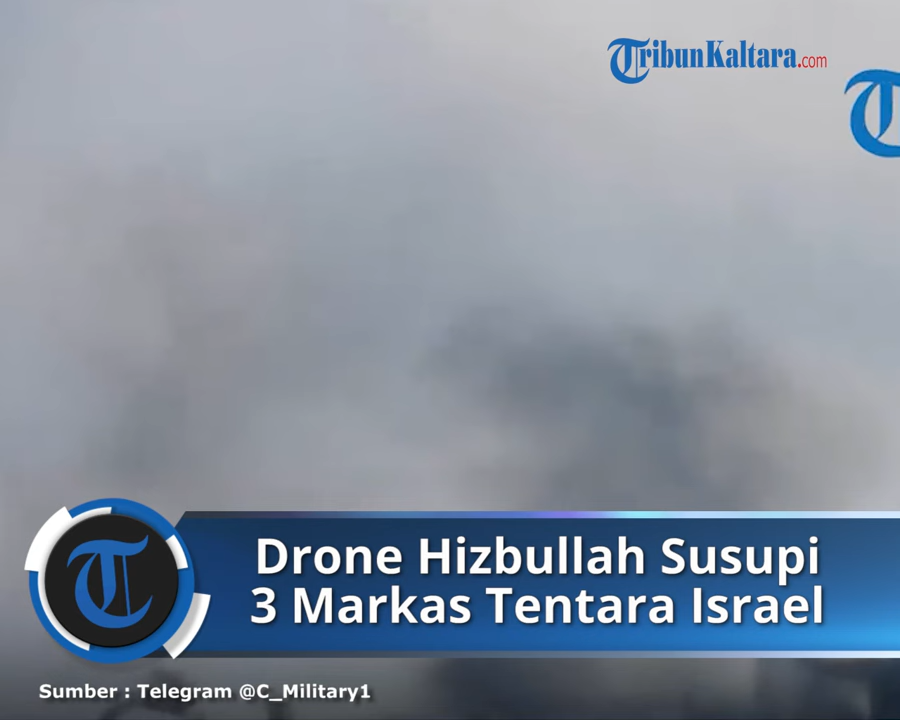 TribunKaltara.com
T
T
Drone Hizbullah Susupi
3 Markas Tentara Israel
Sumber : Telegram @C_Military1